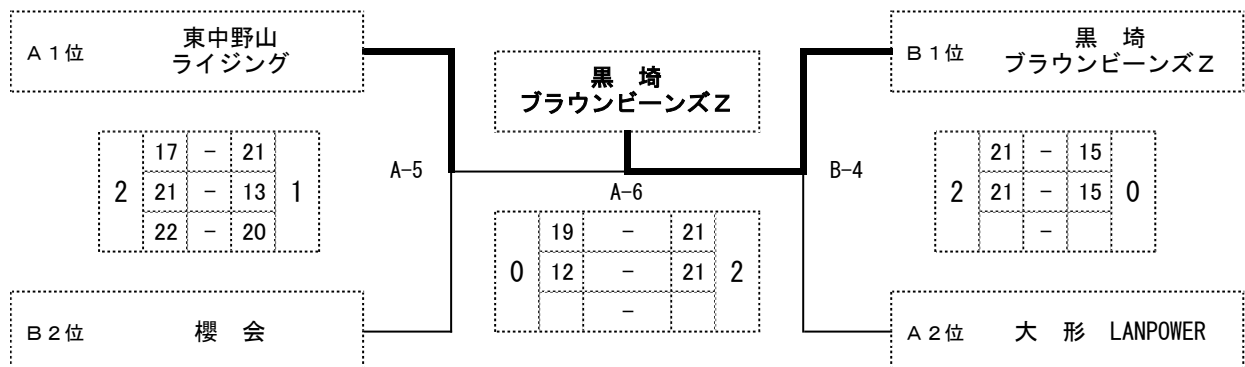 A1位 東中野山
ライジング
黒 埼
ブラウンビーンズZ
B1位 黒 埼
ブラウンビーンズZ
2 17 - 21 1
21 - 13
22 - 20
A-5
A-6
B-4
2 21 - 15 0
21 - 15
-
0 19 - 21 2
12 - 21
-
B2位 櫻 会
A2位 大 形 LANPOWER